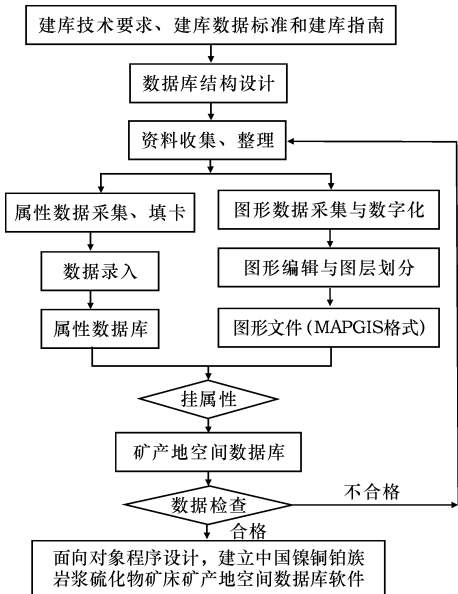 建库技术要求、建库数据标准和建库指南
数据库结构设计
资料收集、整理
属性数据采集、填卡
图形数据采集与数字化
数据录入
图形编辑与图层划分
属性数据库
图形文件(MAPGIS格式)
挂属性
矿产地空间数据库
数据检查
不合格
合格
面向对象程序设计，建立中国镍铜铂族
岩浆硫化物矿床矿产地空间数据库软件